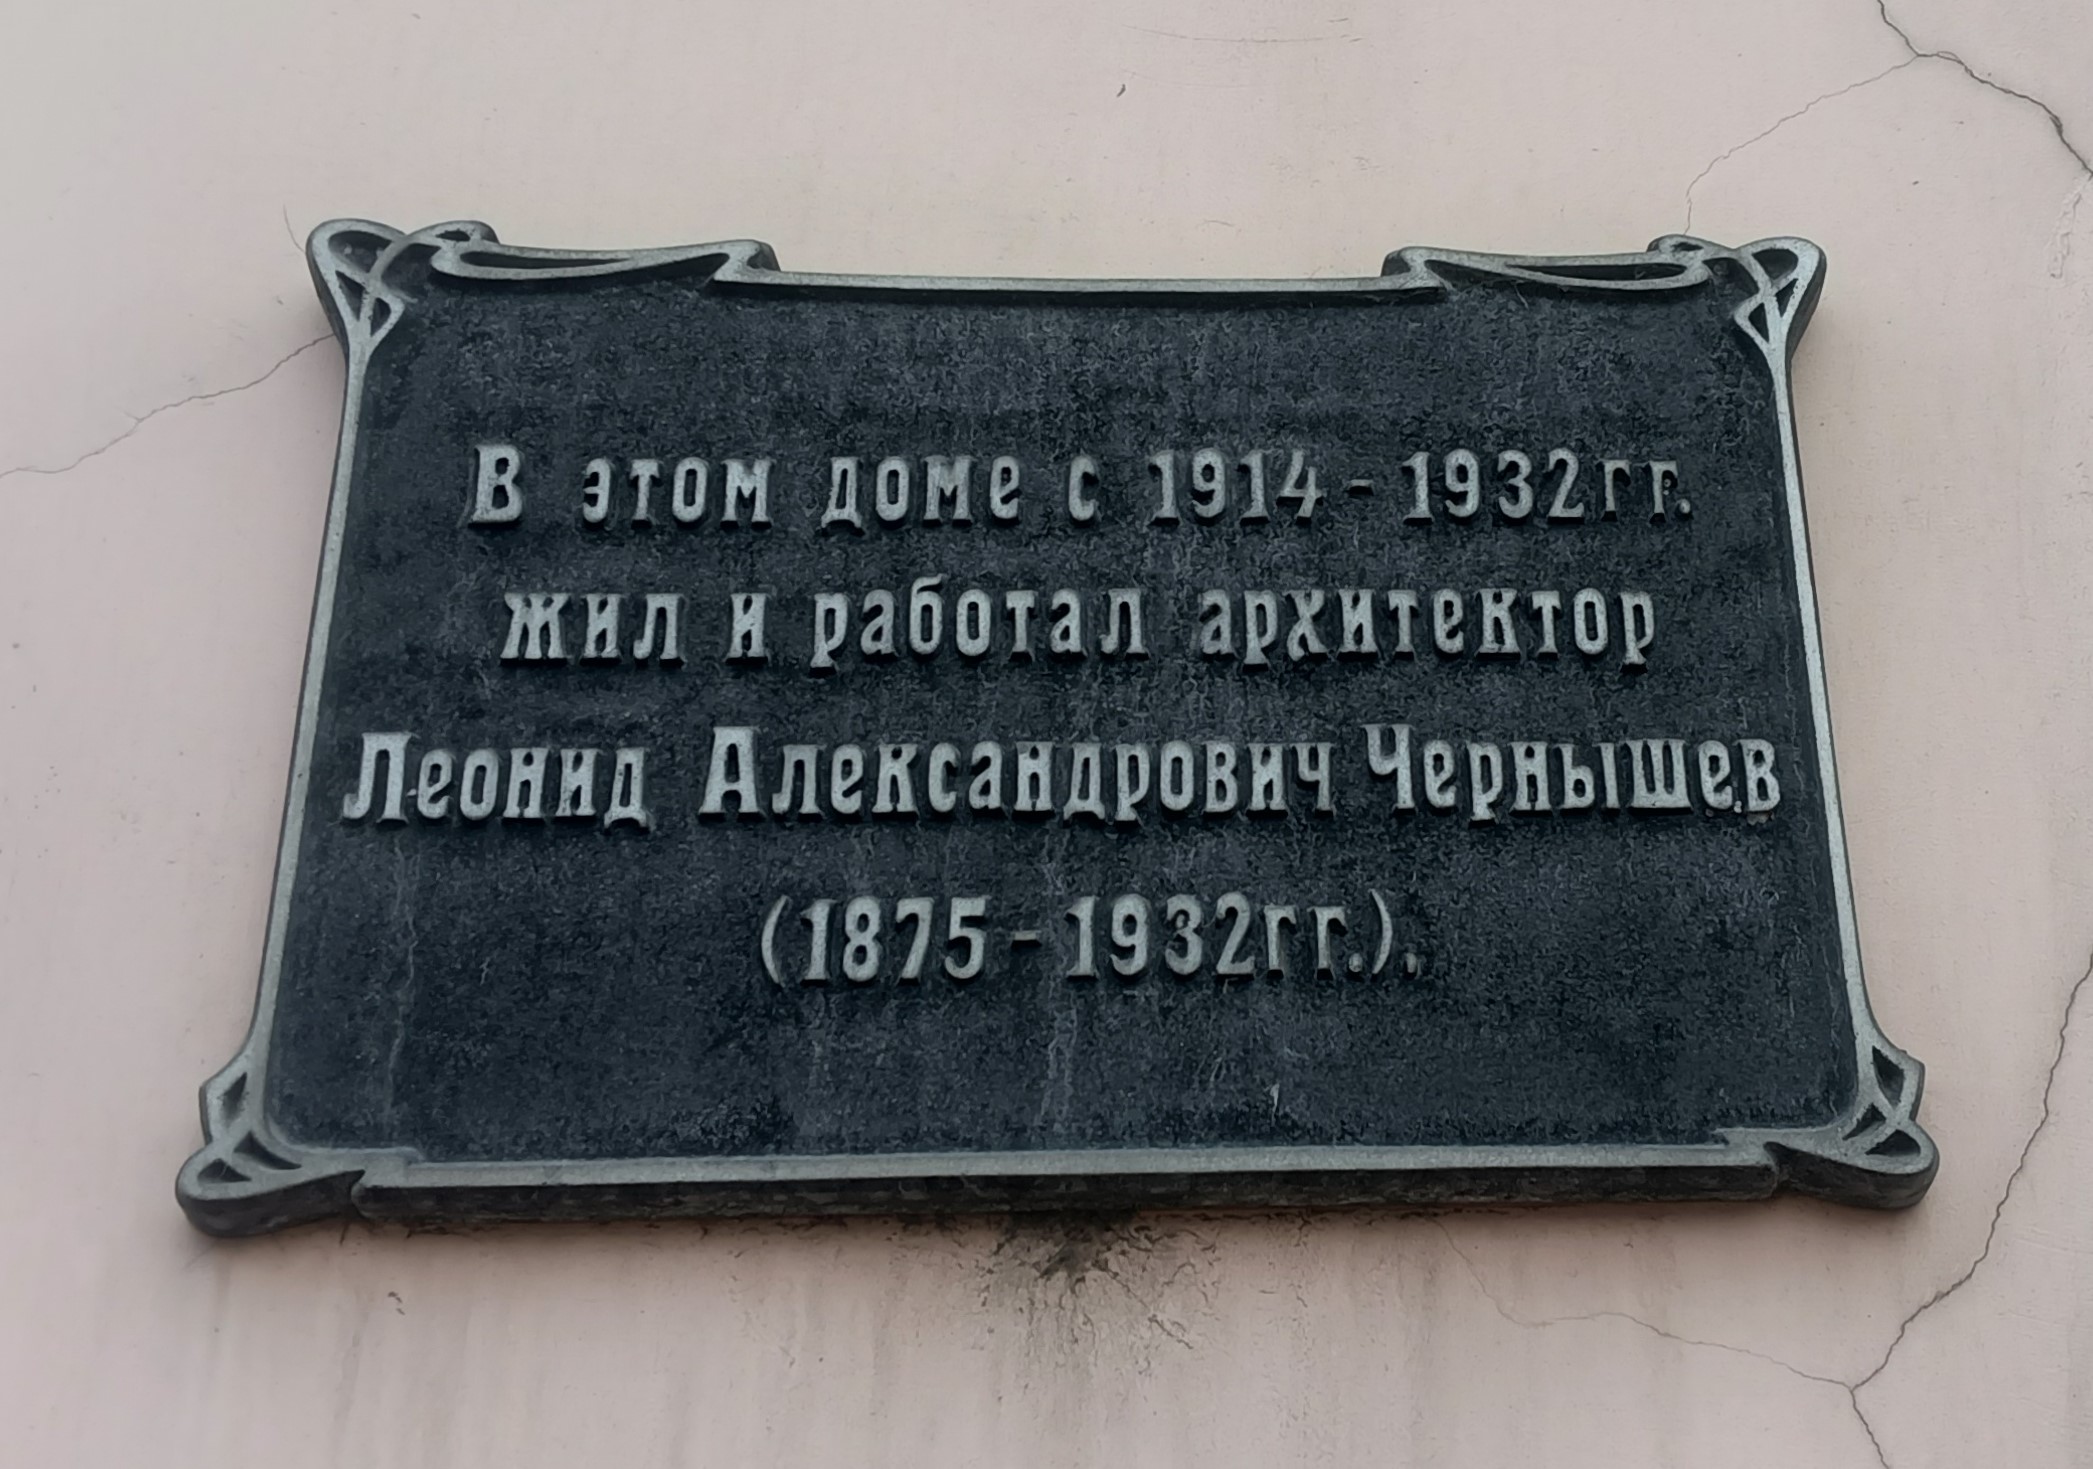 В этом доме с 1914 - 1932гг.
жил и работал архитектор
Леонид Александрович Чернышев
(1875 - 1932гг.).